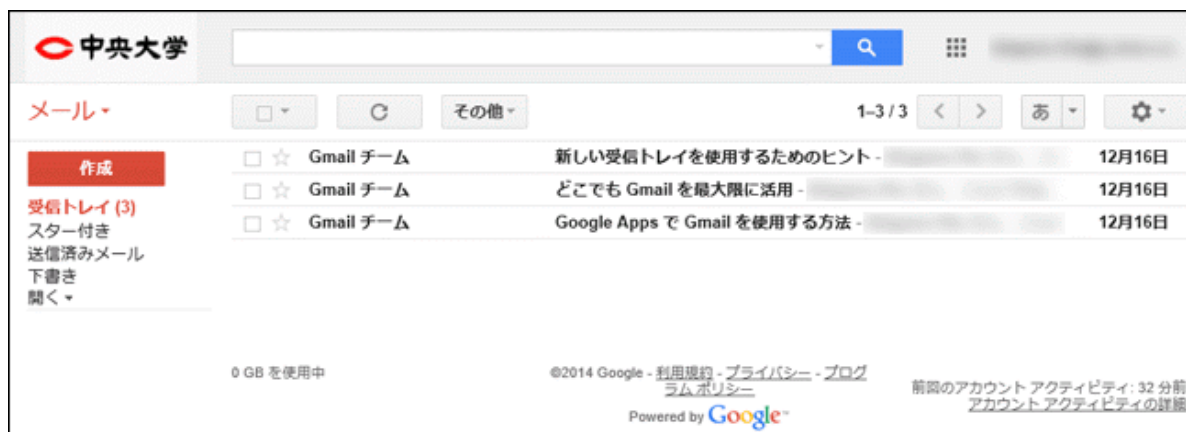 中央大学
メール
その他
1–3 / 3
あ
作成
受信トレイ (3)
スター付き
送信済みメール
下書き
開く
Gmail チーム 新しい受信トレイを使用するためのヒント - 12月16日
Gmail チーム どこでも Gmail を最大限に活用 - 12月16日
Gmail チーム Google Apps で Gmail を使用する方法 - 12月16日
0 GB を使用中
©2014 Google - 利用規約 - プライバシー - プログ
ラム ポリシー
Powered by Google™
前回のアカウント アクティビティ: 32 分前
アカウント アクティビティの詳細